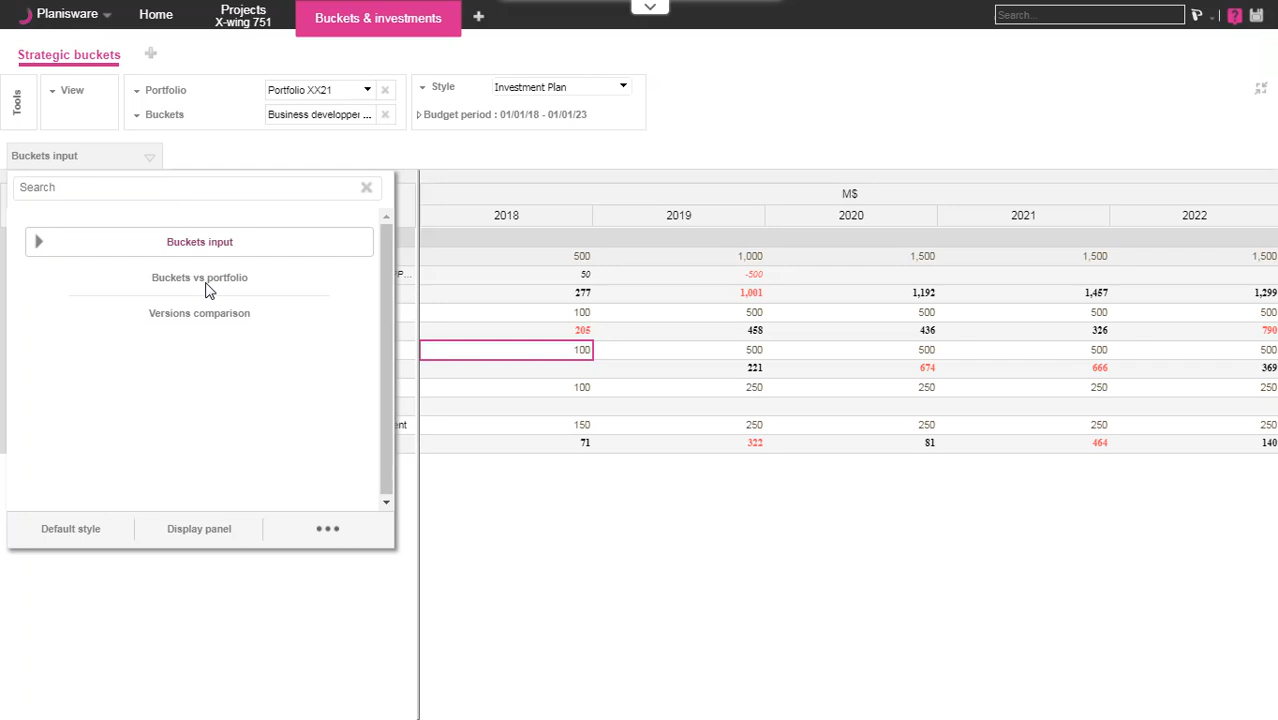 Planisware
Home
Projects
X-wing 751
Buckets & investments
Search...
Strategic buckets
Tools
View
Portfolio
Portfolio XX21
Style
Investment Plan
Buckets
Business developper ...
Budget period : 01/01/18 - 01/01/23
Buckets input
Search
Buckets input
Buckets vs portfolio
Versions comparison
Default style
Display panel
M$
2018 2019 2020 2021 2022
500 1,000 1,500 1,500 1,500
P... 50 -500
277 1,001 1,192 1,457 1,299
100 500 500 500 500
205 458 436 326 790
100 500 500 500 500
221 674 666 369
100 250 250 250 250
ent 150 250 250 250 250
71 322 81 464 140